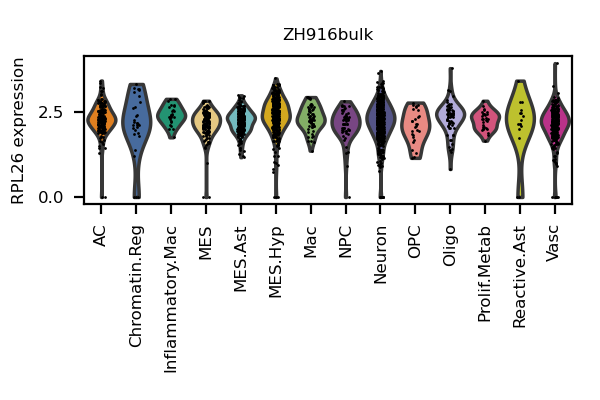 ZH916bulk
RPL26 expression
2.5
0.0
AC
Chromatin.Reg
Inflammatory.Mac
MES
MES.Ast
MES.Hyp
Mac
NPC
Neuron
OPC
Oligo
Prolif.Metab
Reactive.Ast
Vasc